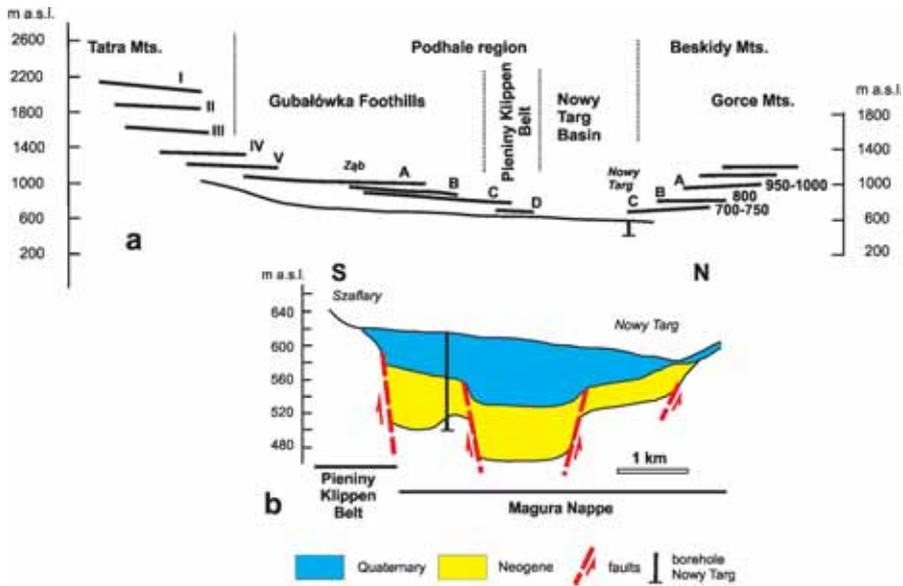 m a.s.l.
2600
2200
1800
1400
1000
600
200
Tatra Mts.
Podhale region
Beskidy Mts.
Gubałówka Foothills
Pieniny Klippen
Belt
Nowy
Targ
Basin
Gorce Mts.
m a.s.l.
1800
1400
1000
600
200
I
II
III
IV
V
Ząb
A
B
C
D
Nowy
Targ
A
B
C
950-1000
800
700-750
a
S
N
m a.s.l.
640
600
560
520
480
Szaflary
Nowy Targ
1 km
Pieniny
Klippen
Belt
b
Magura Nappe
Quaternary
Neogene
faults
borehole
Nowy Targ